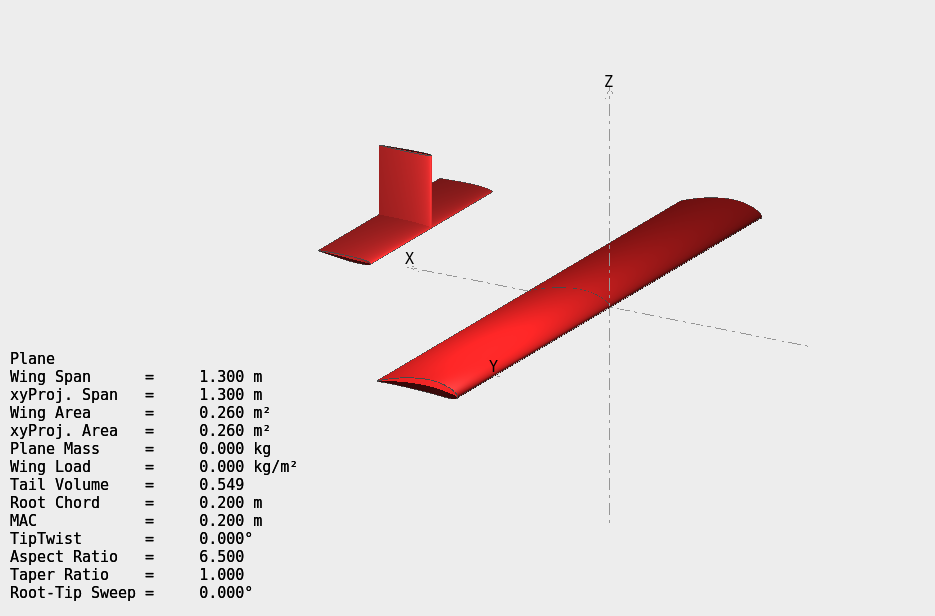 Z
X
Y
Plane
Wing Span = 1.300 m
xyProj. Span = 1.300 m
Wing Area = 0.260 m²
xyProj. Area = 0.260 m²
Plane Mass = 0.000 kg
Wing Load = 0.000 kg/m²
Tail Volume = 0.549
Root Chord = 0.200 m
MAC = 0.200 m
TipTwist = 0.000°
Aspect Ratio = 6.500
Taper Ratio = 1.000
Root-Tip Sweep = 0.000°